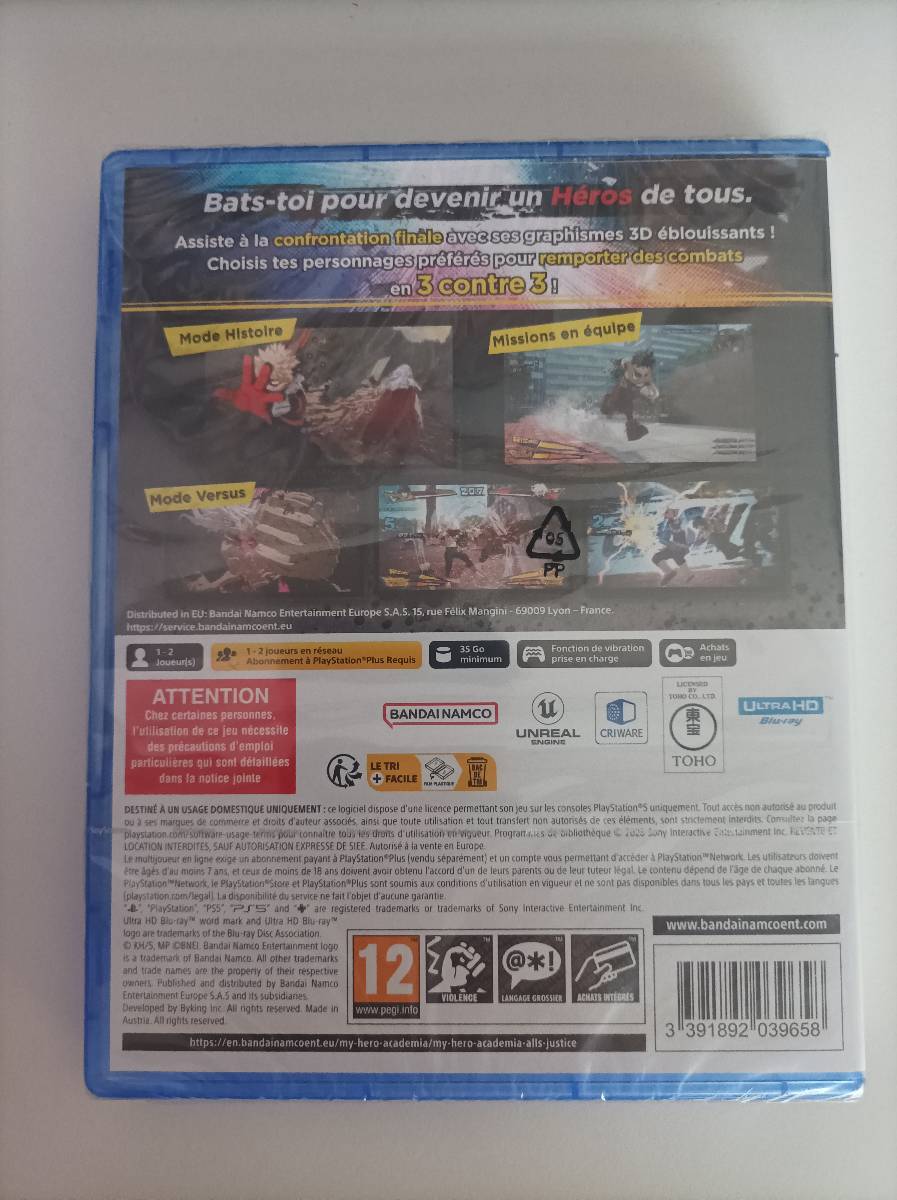 Bats-toi pour devenir un Héros de tous.
Assiste à la confrontation finale avec ses graphismes 3D éblouissants !
Choisis tes personnages préférés pour remporter des combats
en 3 contre 3 !
Mode Histoire
Missions en équipe
Mode Versus
05
PP
Distributed in EU: Bandai Namco Entertainment Europe S.A.S. 15, rue Félix Mangini - 69009 Lyon – France.
https://service.bandainamcoent.eu
1 - 2
Joueur(s)
1 - 2 joueurs en réseau
Abonnement à PlayStation®Plus Requis
35 Go
minimum
Fonction de vibration
prise en charge
Achats
en jeu
ATTENTION
Chez certaines personnes,
l'utilisation de ce jeu nécessite
des précautions d'emploi
particulières qui sont détaillées
dans la notice jointe
BANDAI NAMCO
UNREAL
ENGINE
CRIWARE
LICENSED
BY
TOHO CO., LTD.
東宝
TOHO
ULTRA HD
Blu-ray
LE TRI
+ FACILE
BAC
DE
TRI
DESTINÉ À UN USAGE DOMESTIQUE UNIQUEMENT : ce logiciel dispose d'une licence permettant son jeu sur les consoles PlayStation®5 uniquement. Tout accès non autorisé au produit
ou à ses marques de commerce et droits d'auteur associés, ainsi que toute utilisation et tout transfert non autorisés de ces éléments, sont strictement interdits. Consultez la page
playstation.com/software-usage-terms pour connaître tous les droits d'utilisation en vigueur. Programmes de bibliothèque © Sony Interactive Entertainment Inc. REVENTE ET
LOCATION INTERDITES, SAUF AUTORISATION EXPRESSE DE SIEE. Autorisé à la vente en Europe.
Le multijoueur en ligne exige un abonnement payant à PlayStation®Plus (vendu séparément) et un compte vous permettant d'accéder à PlayStation™Network. Les utilisateurs doivent
être âgés d'au moins 7 ans, et ceux de moins de 18 ans doivent avoir obtenu l'accord d'un de leurs parents ou de leur tuteur légal. Le contenu dépend de l'âge de chaque abonné. Le
PlayStation™Network, le PlayStation®Store et PlayStation®Plus sont soumis aux conditions d'utilisation en vigueur et ne sont pas disponibles dans tous les pays et toutes les langues
(playstation.com/legal). La disponibilité du service ne fait l'objet d'aucune garantie.
"PlayStation", "PS5", "PS5" and are registered trademarks or trademarks of Sony Interactive Entertainment Inc.
Ultra HD Blu-ray™ word mark and Ultra HD Blu-ray™
logo are trademarks of the Blu-ray Disc Association.
© KH/S, MP ©BNEI. Bandai Namco Entertainment logo
is a trademark of Bandai Namco. All other trademarks
and trade names are the property of their respective
owners. Published and distributed by Bandai Namco
Entertainment Europe S.A.S and its subsidiaries.
Developed by Byking Inc. All rights reserved. Made in
Austria. All rights reserved.
12
www.pegi.info
VIOLENCE
@*!
LANGAGE GROSSIER
ACHATS INTÉGRÉS
www.bandainamcoent.com
3 391892 039658
https://en.bandainamcoent.eu/my-hero-academia/my-hero-academia-alls-justice